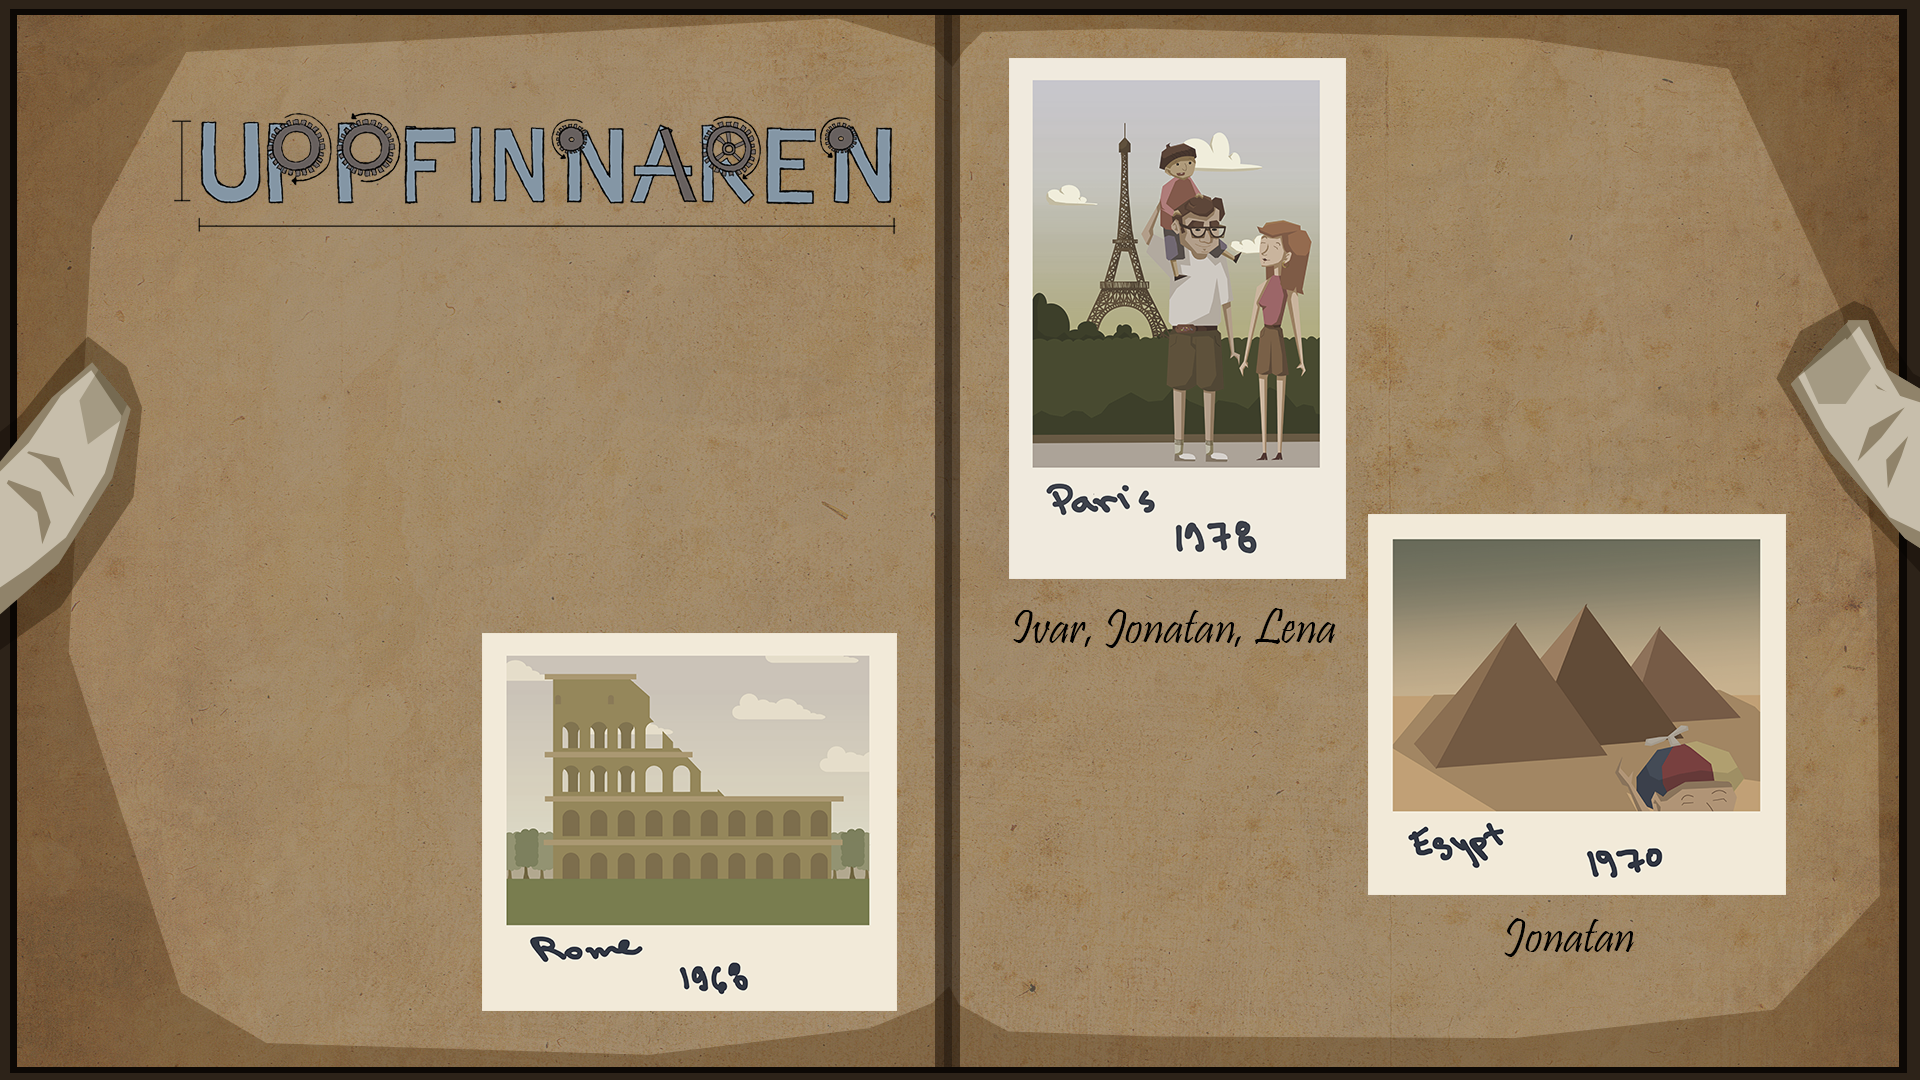 UPPFINNAREN
Rome
1968
Paris
1978
Ivar, Jonatan, Lena
Egypt
1970
Jonatan